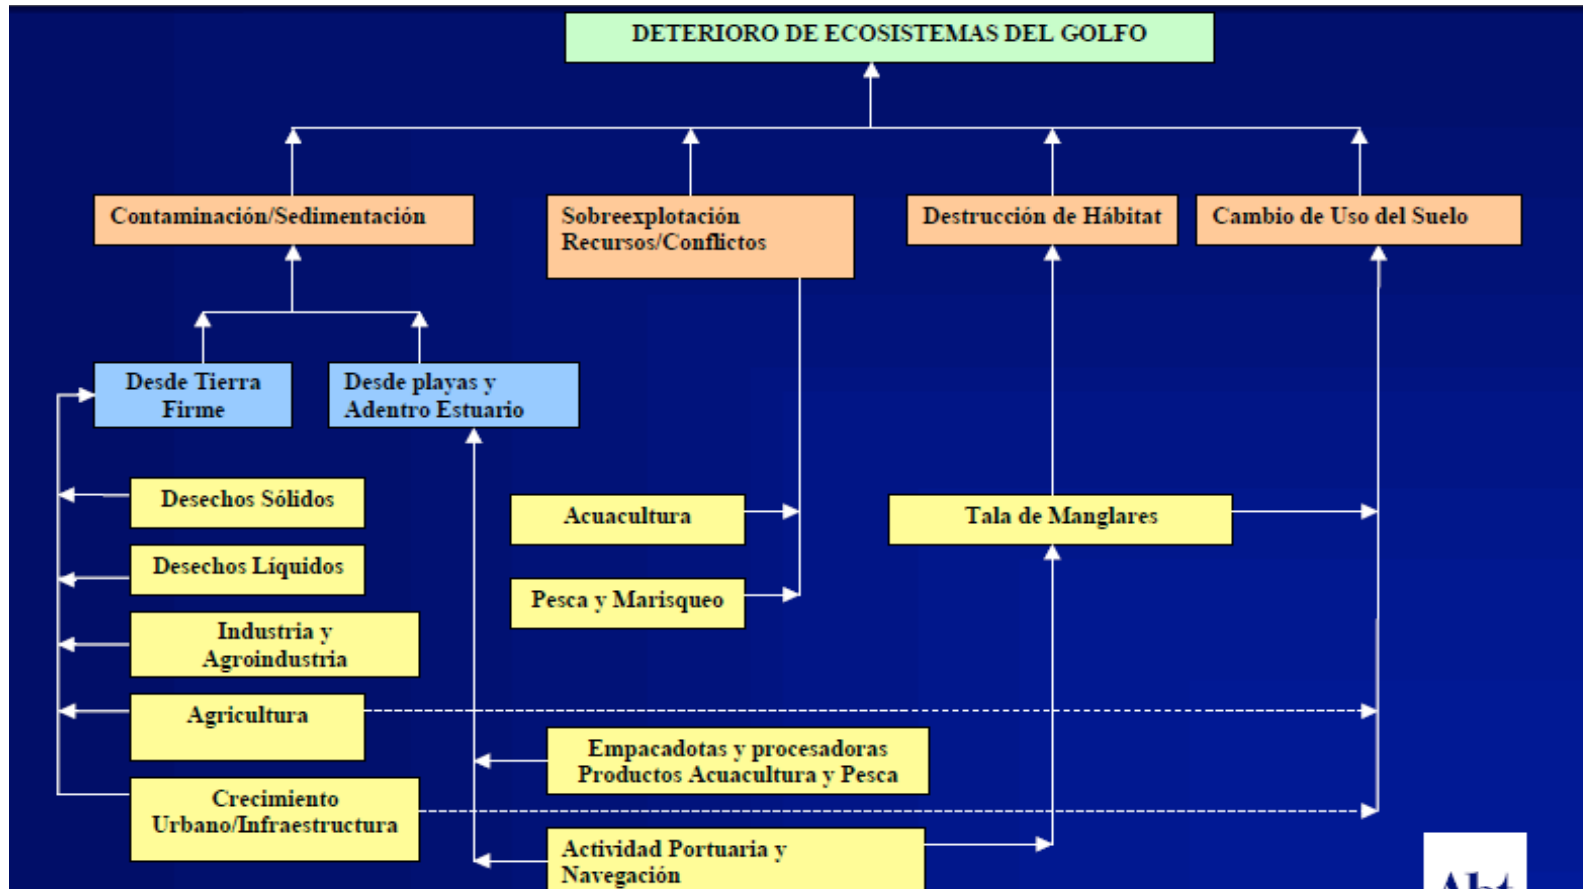 DETERIORO DE ECOSISTEMAS DEL GOLFO
Contaminación/Sedimentación
Sobreexplotación
Recursos/Conflictos
Destrucción de Hábitat
Cambio de Uso del Suelo
Desde Tierra
Firme
Desde playas y
Adentro Estuario
Desechos Sólidos
Acuacultura
Tala de Manglares
Desechos Líquidos
Pesca y Marisqueo
Industria y
Agroindustria
Agricultura
Empacadotas y procesadoras
Productos Acuacultura y Pesca
Crecimiento
Urbano/Infraestructura
Actividad Portuaria y
Navegación
Abt